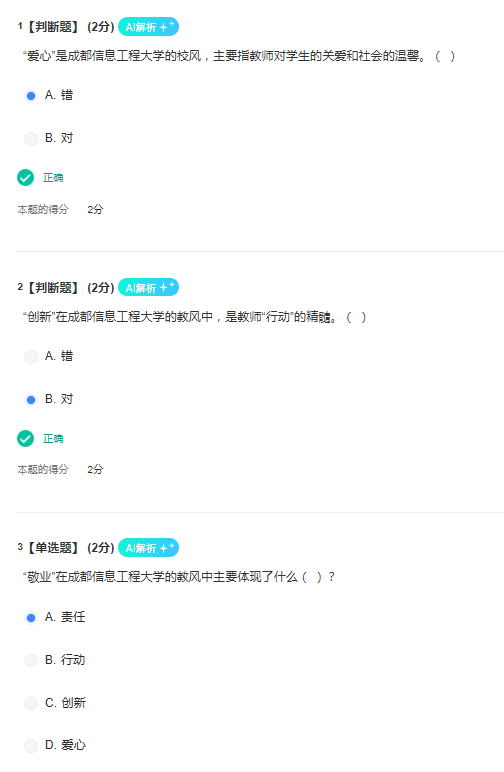 1【判断题】 (2分) AI解析
“爱心”是成都信息工程大学的校风，主要指教师对学生的关爱和社会的温馨。（ ）
A. 错
B. 对
正确
本题的得分 2分
2【判断题】 (2分) AI解析
“创新”在成都信息工程大学的教风中，是教师“行动”的精髓。（ ）
A. 错
B. 对
正确
本题的得分 2分
3【单选题】 (2分) AI解析
“敬业”在成都信息工程大学的教风中主要体现了什么（ ）？
A. 责任
B. 行动
C. 创新
D. 爱心